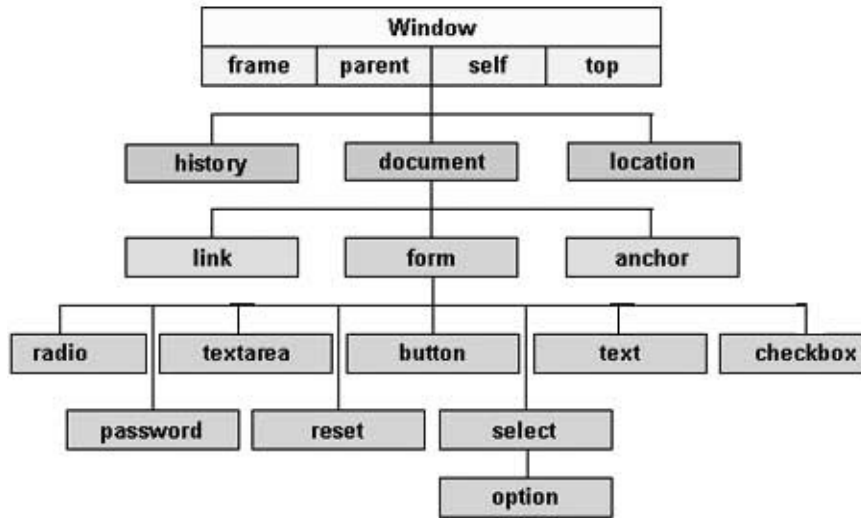 Window
frame parent self top
history document location
link form anchor
radio textarea button text checkbox
password reset select
option